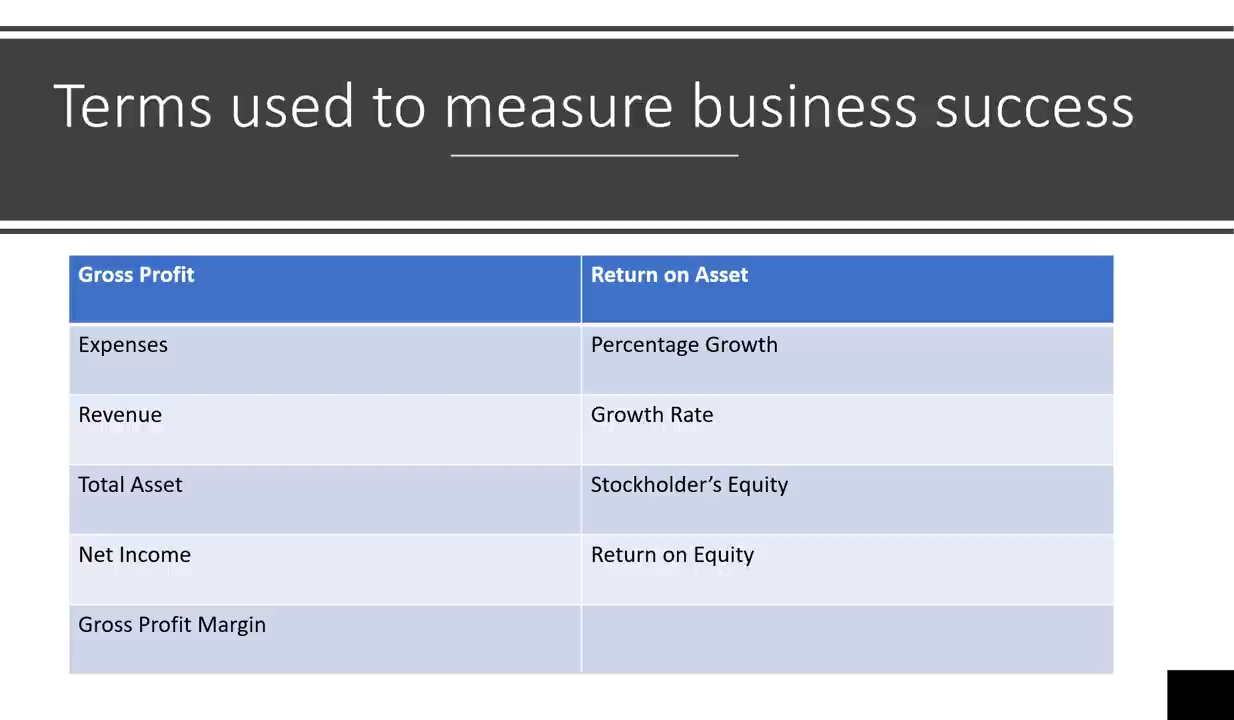 Terms used to measure business success
Gross Profit
Return on Asset
Expenses
Percentage Growth
Revenue
Growth Rate
Total Asset
Stockholder’s Equity
Net Income
Return on Equity
Gross Profit Margin